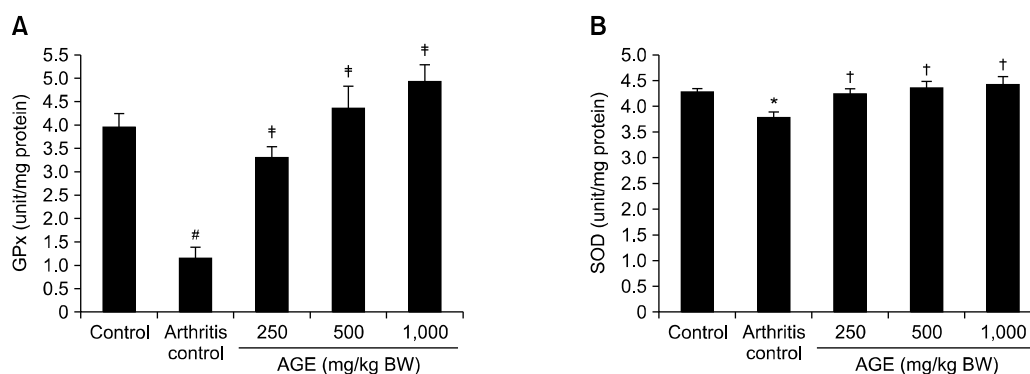 A
GPx (unit/mg protein)
5.5
5.0
4.5
4.0
3.5
3.0
2.5
2.0
1.5
1.0
0.5
0
ǂ
ǂ
ǂ
#
Control
Arthritis
control
250
500
1,000
AGE (mg/kg BW)
B
SOD (unit/mg protein)
5.0
4.5
4.0
3.5
3.0
2.5
2.0
1.5
1.0
0.5
0
*
†
†
†
Control
Arthritis
control
250
500
1,000
AGE (mg/kg BW)